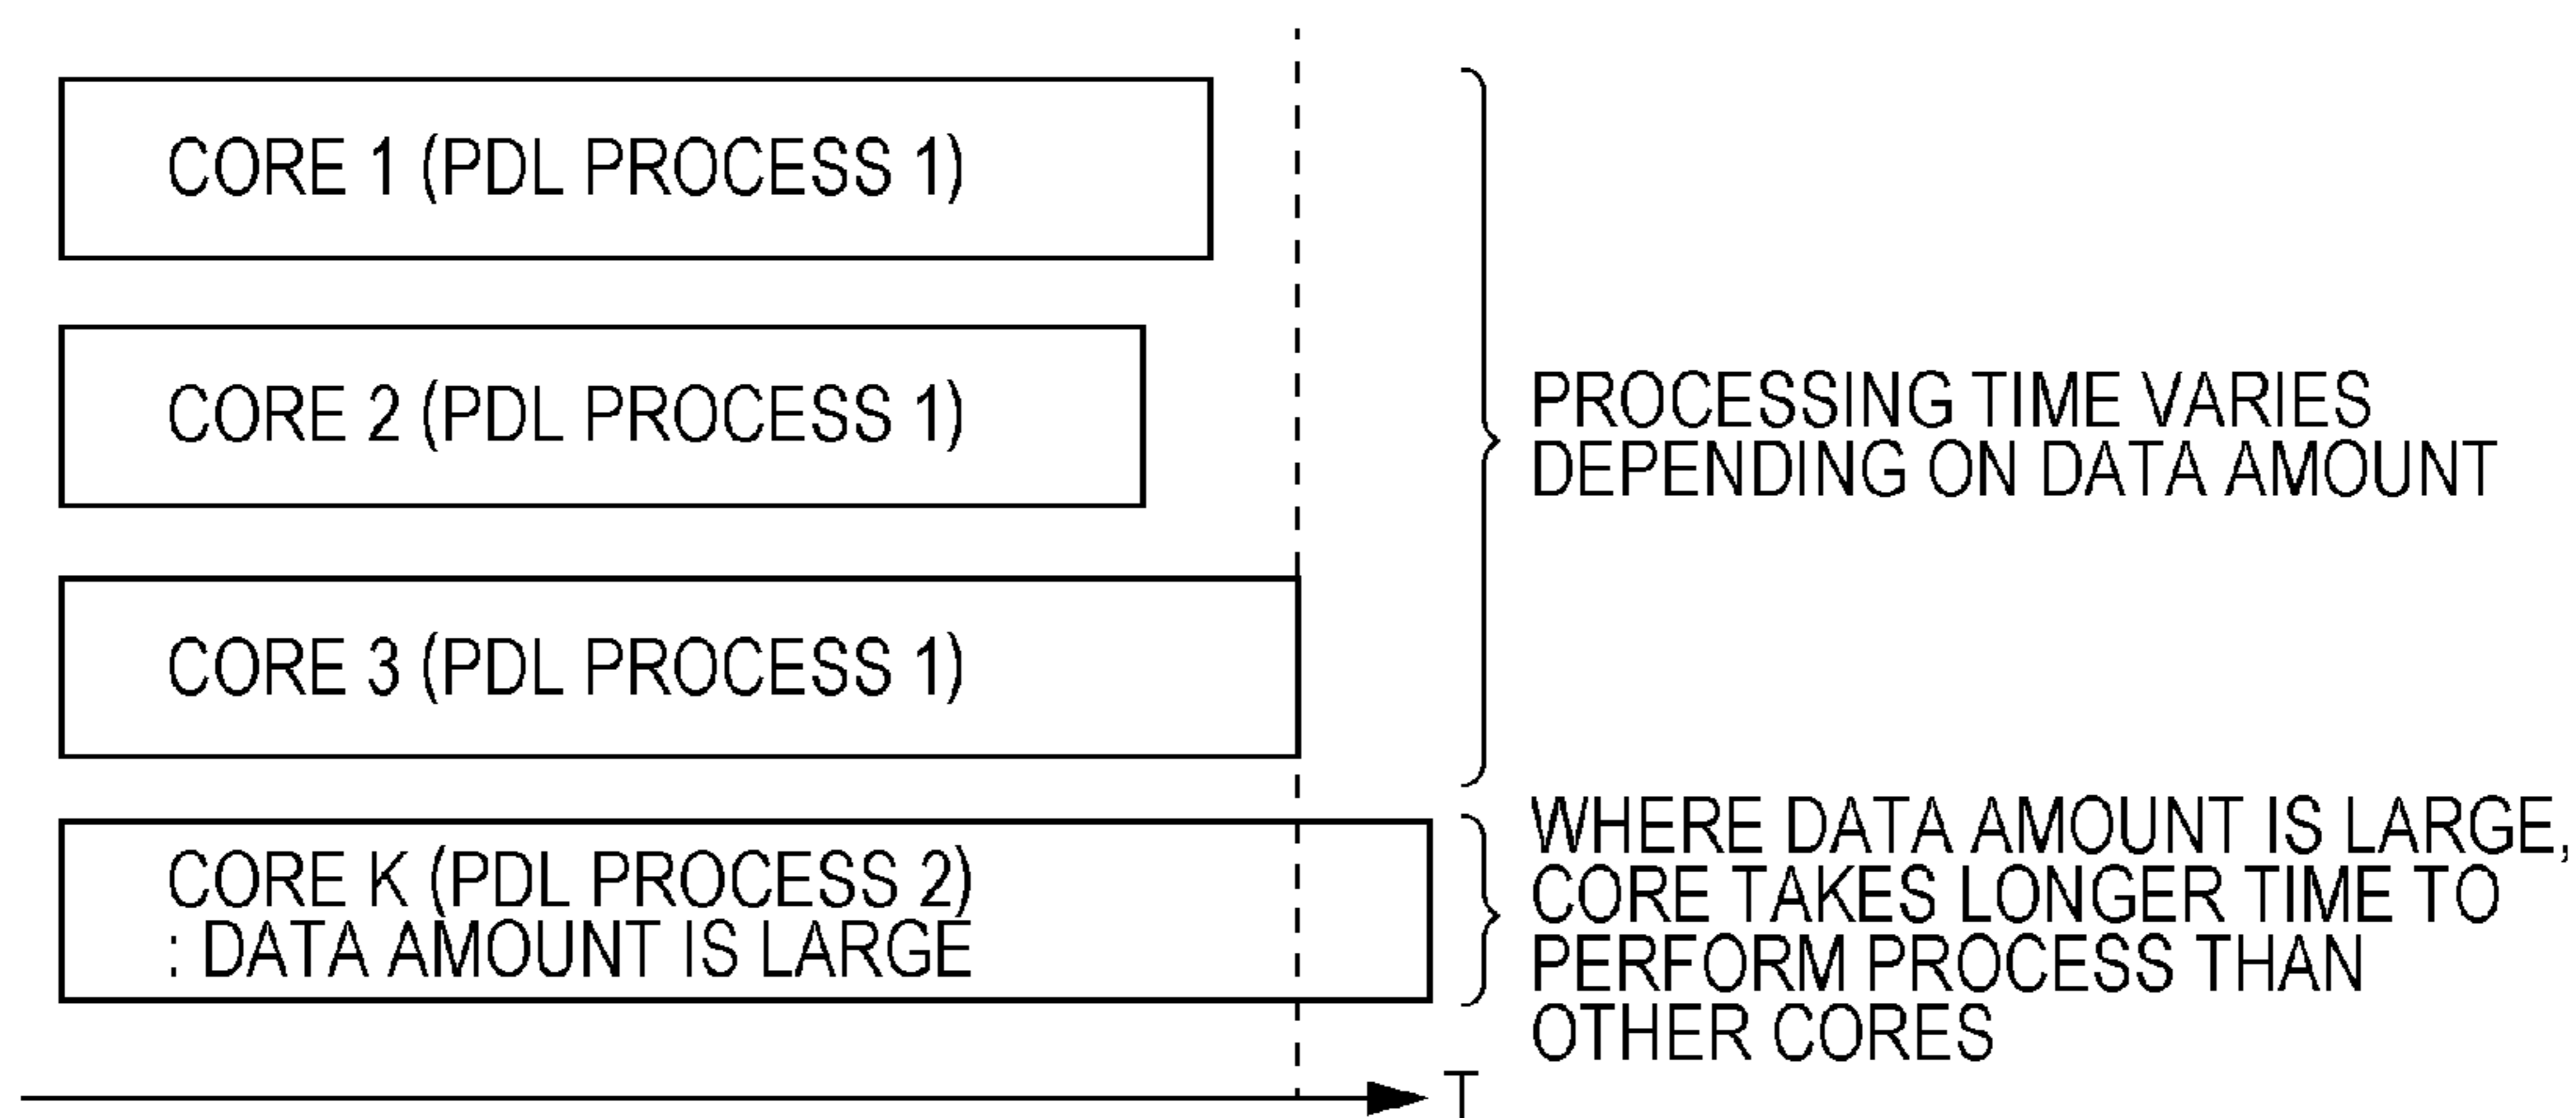 CORE 1 (PDL PROCESS 1)
CORE 2 (PDL PROCESS 1)
PROCESSING TIME VARIES
DEPENDING ON DATA AMOUNT
CORE 3 (PDL PROCESS 1)
CORE K (PDL PROCESS 2)
: DATA AMOUNT IS LARGE
WHERE DATA AMOUNT IS LARGE,
CORE TAKES LONGER TIME TO
PERFORM PROCESS THAN
OTHER CORES
T